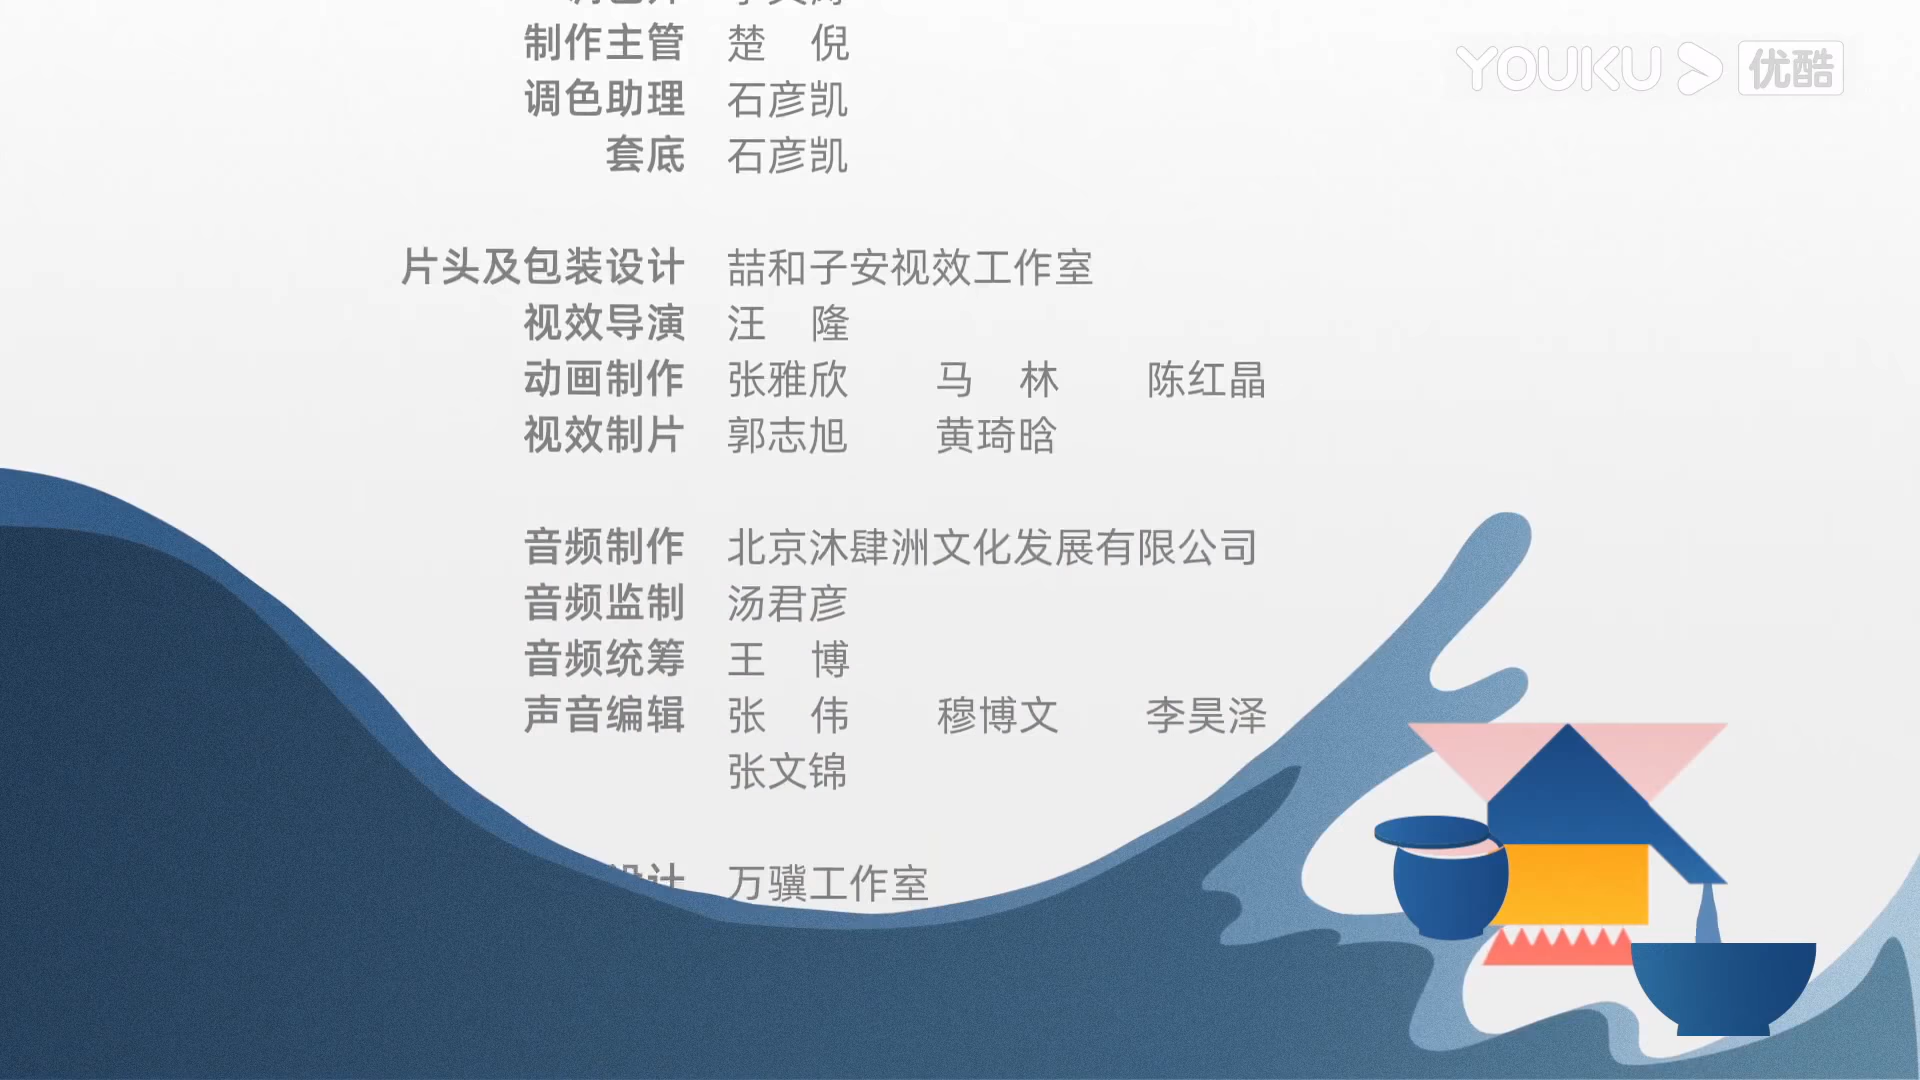 YOUKU 优酷
制作主管 楚 倪
调色助理 石彦凯
套底 石彦凯
片头及包装设计 喆和子安视效工作室
视效导演 汪 隆
动画制作 张雅欣 马 林 陈红晶
视效制片 郭志旭 黄琦晗
音频制作 北京沐肆洲文化发展有限公司
音频监制 汤君彦
音频统筹 王 博
声音编辑 张 伟 穆博文 李昊泽
张文锦
设计 万骥工作室